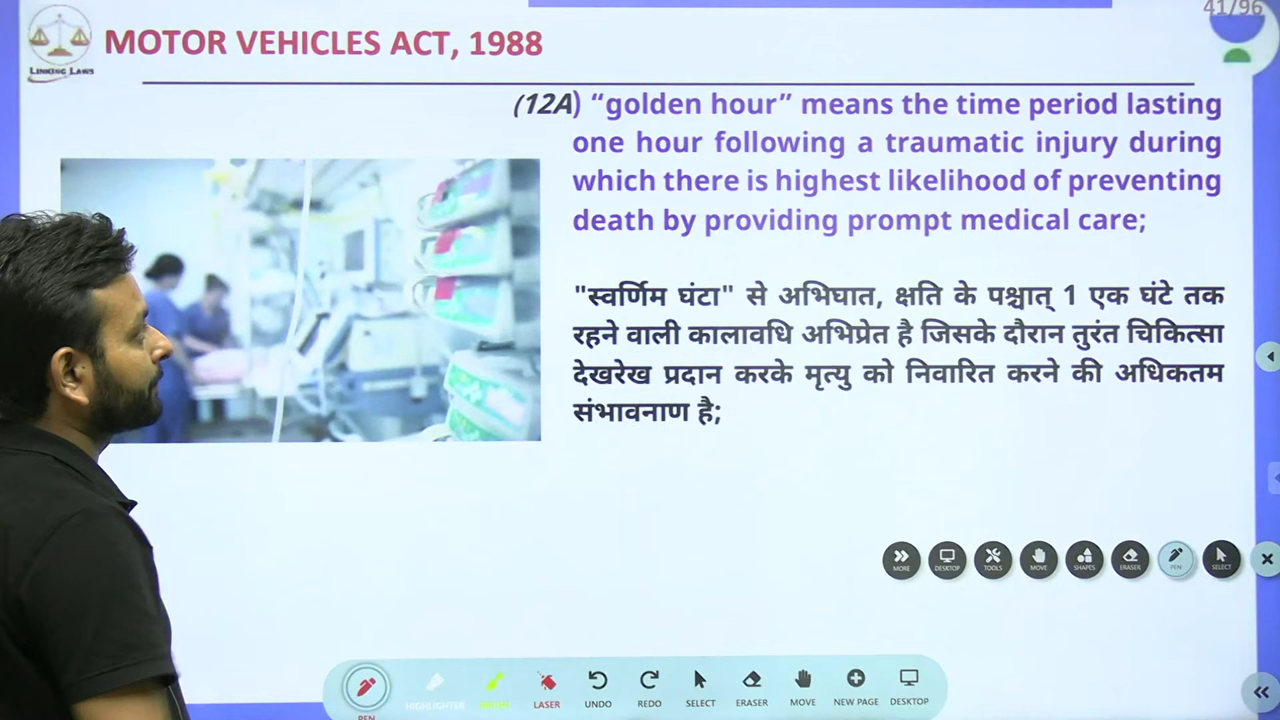 41/96
LINKING LAWS
MOTOR VEHICLES ACT, 1988
(12A) “golden hour” means the time period lasting
one hour following a traumatic injury during
which there is highest likelihood of preventing
death by providing prompt medical care;
"स्वर्णिम घंटा" से अभिघात, क्षति के पश्चात् 1 एक घंटे तक
रहने वाली कालावधि अभिप्रेत है जिसके दौरान तुरंत चिकित्सा
देखरेख प्रदान करके मृत्यु को निवारित करने की अधिकतम
संभावनाण है;
MORE DESKTOP TOOLS MOVE SHAPES ERASER PEN SELECT
PEN HIGHLIGHTER LASER UNDO REDO SELECT ERASER MOVE NEW PAGE DESKTOP